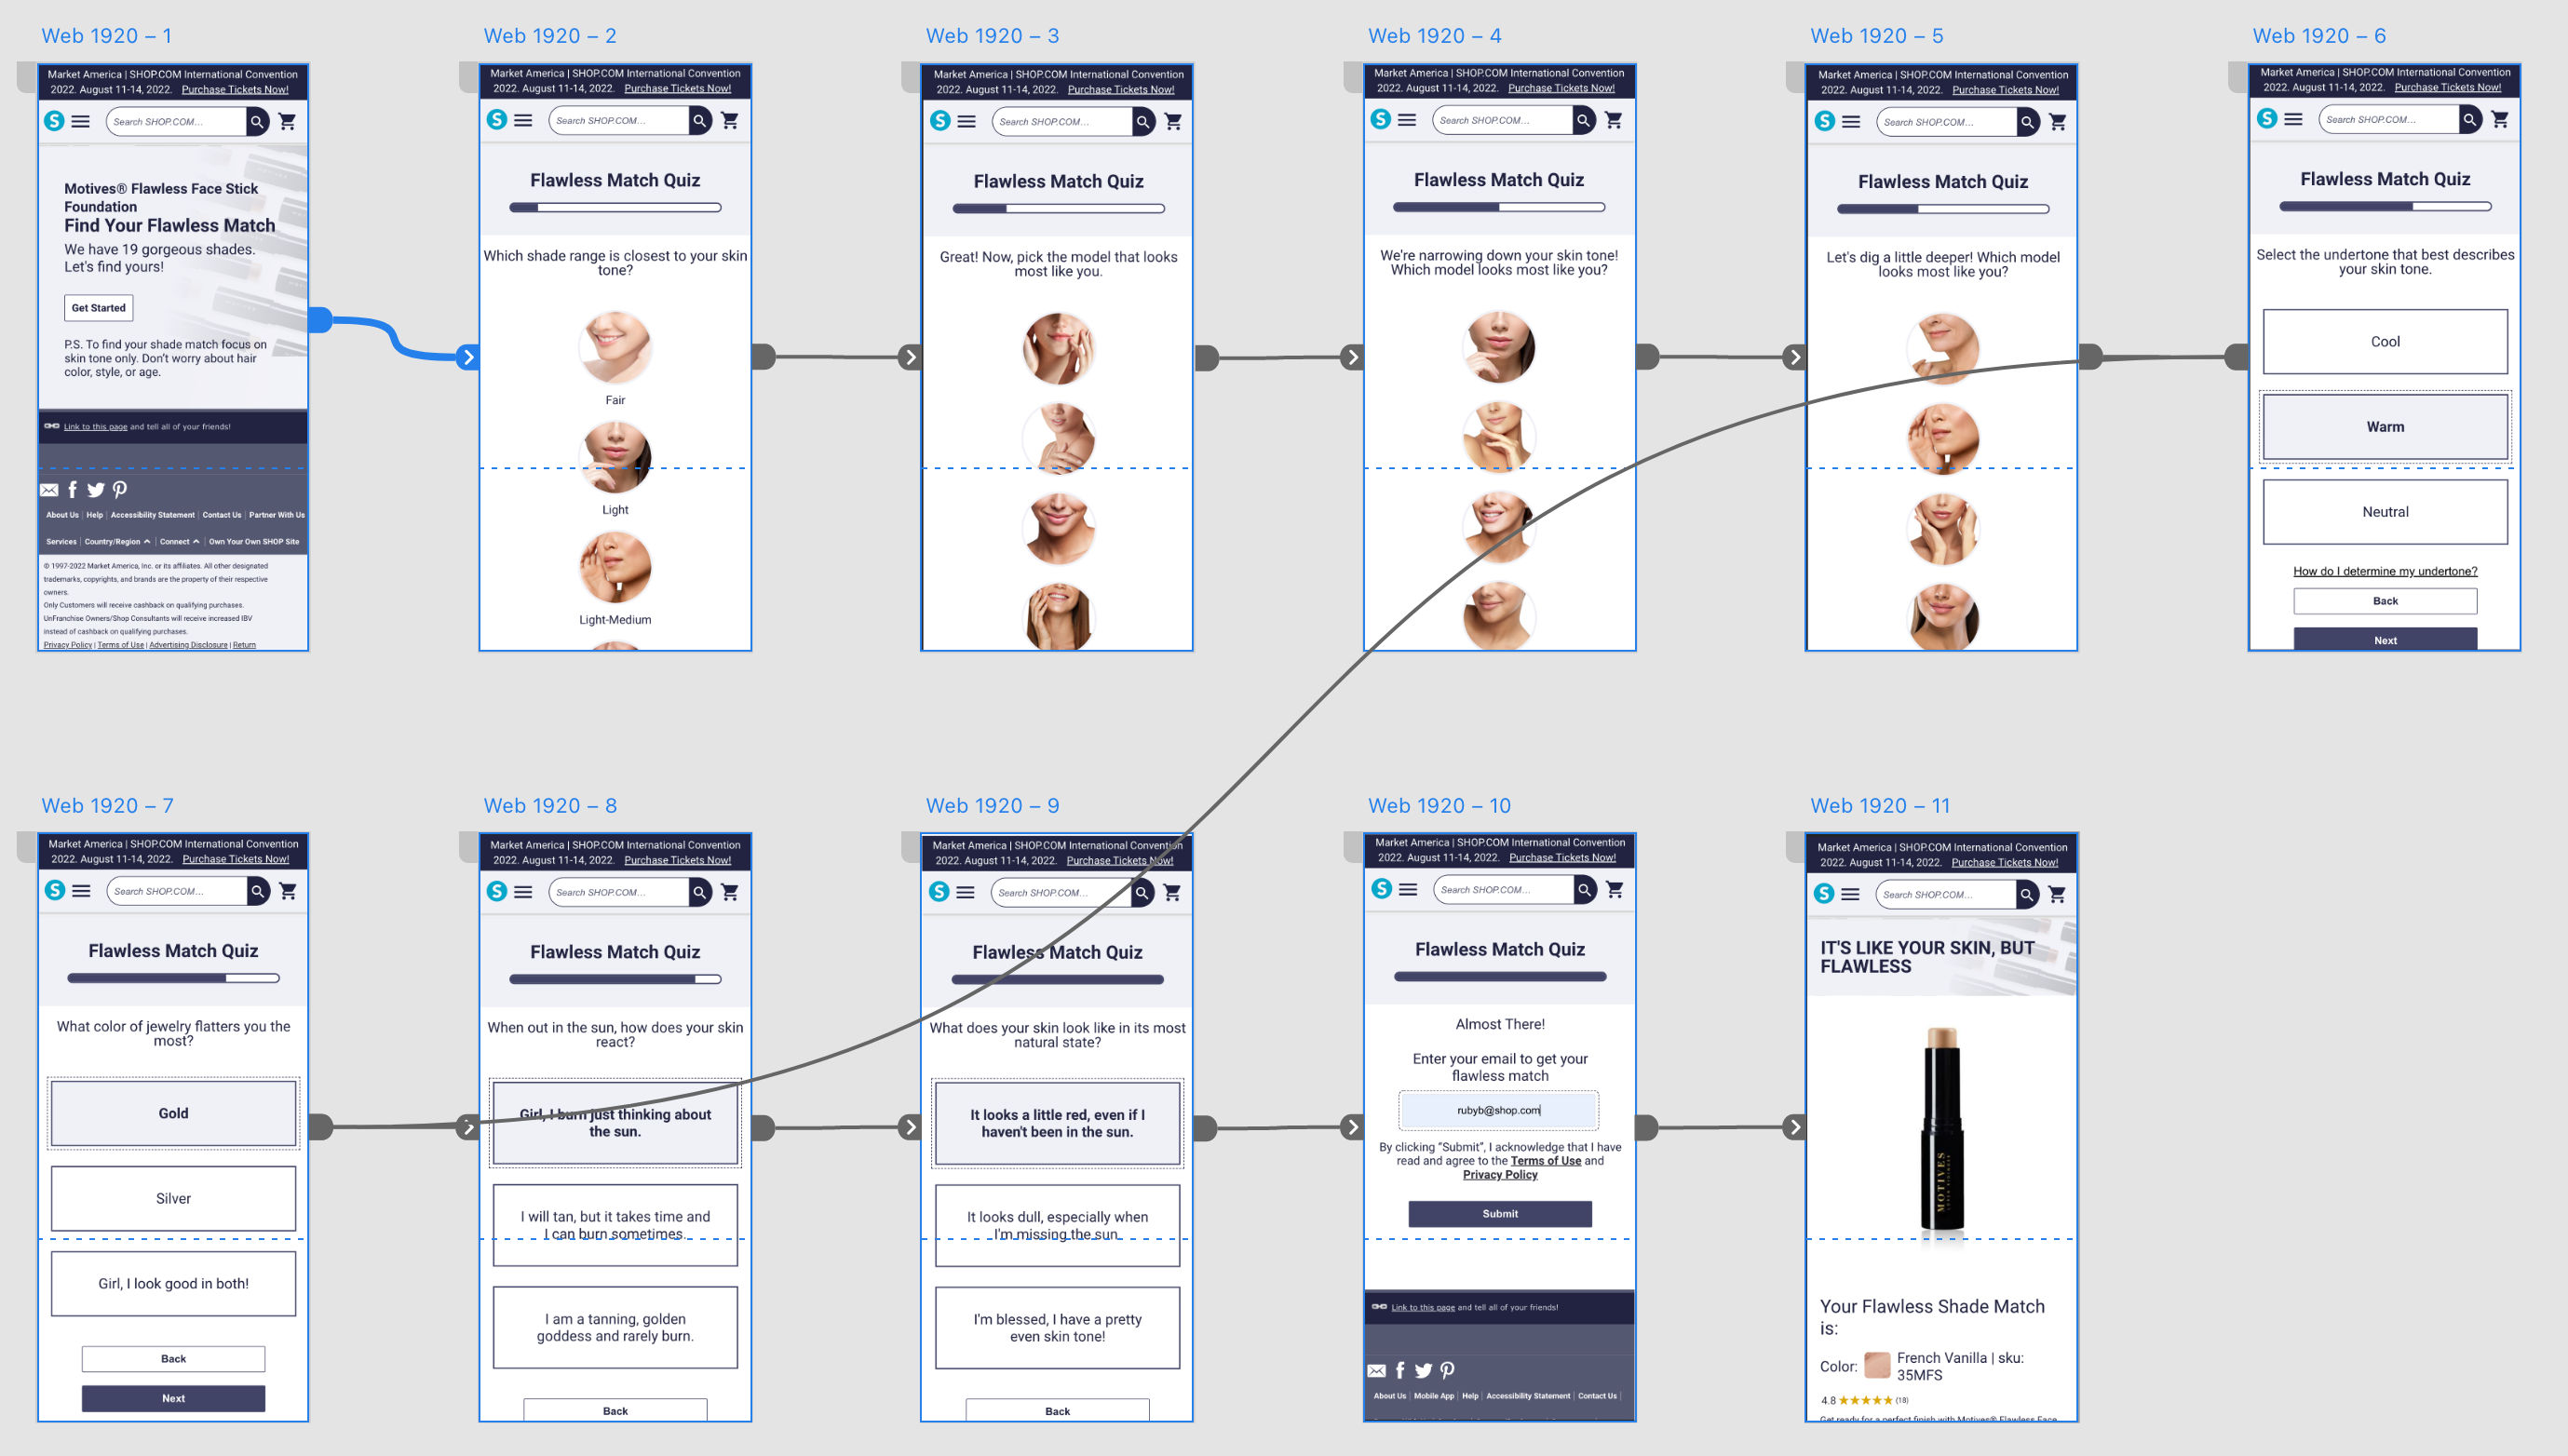 Web 1920 – 1
Market America | SHOP.COM International Convention
2022. August 11-14, 2022. Purchase Tickets Now!
S
Search SHOP.COM...
Motives® Flawless Face Stick
Foundation
Find Your Flawless Match
We have 19 gorgeous shades.
Let's find yours!
Get Started
P.S. To find your shade match focus on
skin tone only. Don't worry about hair
color, style, or age.
Link to this page and tell all of your friends!
About Us | Help | Accessibility Statement | Contact Us | Partner With Us
Services | Country/Region | Connect | Own Your Own SHOP Site
© 1997-2022 Market America, Inc. or its affiliates. All other designated
trademarks, copyrights, and brands are the property of their respective
owners.
Only Customers will receive cashback on qualifying purchases.
UnFranchise Owners/Shop Consultants will receive increased IBV
instead of cashback on qualifying purchases.
Privacy Policy | Terms of Use | Advertising Disclosure | Return
Web 1920 – 2
Market America | SHOP.COM International Convention
2022. August 11-14, 2022. Purchase Tickets Now!
S
Search SHOP.COM...
Flawless Match Quiz
Which shade range is closest to your skin
tone?
Fair
Light
Light-Medium
Web 1920 – 3
Market America | SHOP.COM International Convention
2022. August 11-14, 2022. Purchase Tickets Now!
S
Search SHOP.COM...
Flawless Match Quiz
Great! Now, pick the model that looks
most like you.
Web 1920 – 4
Market America | SHOP.COM International Convention
2022. August 11-14, 2022. Purchase Tickets Now!
S
Search SHOP.COM...
Flawless Match Quiz
We're narrowing down your skin tone!
Which model looks most like you?
Web 1920 – 5
Market America | SHOP.COM International Convention
2022. August 11-14, 2022. Purchase Tickets Now!
S
Search SHOP.COM...
Flawless Match Quiz
Let's dig a little deeper! Which model
looks most like you?
Web 1920 – 6
Market America | SHOP.COM International Convention
2022. August 11-14, 2022. Purchase Tickets Now!
S
Search SHOP.COM...
Flawless Match Quiz
Select the undertone that best describes
your skin tone.
Cool
Warm
Neutral
How do I determine my undertone?
Back
Next
Web 1920 – 7
Market America | SHOP.COM International Convention
2022. August 11-14, 2022. Purchase Tickets Now!
S
Search SHOP.COM...
Flawless Match Quiz
What color of jewelry flatters you the
most?
Gold
Silver
Girl, I look good in both!
Back
Next
Web 1920 – 8
Market America | SHOP.COM International Convention
2022. August 11-14, 2022. Purchase Tickets Now!
S
Search SHOP.COM...
Flawless Match Quiz
When out in the sun, how does your skin
react?
Girl, I burn just thinking about
the sun.
I will tan, but it takes time and
I can burn sometimes.
I am a tanning, golden
goddess and rarely burn.
Back
Web 1920 – 9
Market America | SHOP.COM International Convention
2022. August 11-14, 2022. Purchase Tickets Now!
S
Search SHOP.COM...
Flawless Match Quiz
What does your skin look like in its most
natural state?
It looks a little red, even if I
haven't been in the sun.
It looks dull, especially when
I'm missing the sun.
I'm blessed, I have a pretty
even skin tone!
Back
Web 1920 – 10
Market America | SHOP.COM International Convention
2022. August 11-14, 2022. Purchase Tickets Now!
S
Search SHOP.COM...
Flawless Match Quiz
Almost There!
Enter your email to get your
flawless match
rubyb@shop.com
By clicking “Submit”, I acknowledge that I have
read and agree to the Terms of Use and
Privacy Policy
Submit
Link to this page and tell all of your friends!
About Us | Mobile App | Help | Accessibility Statement | Contact Us |
Web 1920 – 11
Market America | SHOP.COM International Convention
2022. August 11-14, 2022. Purchase Tickets Now!
S
Search SHOP.COM...
IT'S LIKE YOUR SKIN, BUT
FLAWLESS
MOTIVES
Your Flawless Shade Match
is:
Color: French Vanilla | sku:
35MFS
4.8 ★★★★★ (18)
Get ready for a perfect finish with Motives® Flawless Face